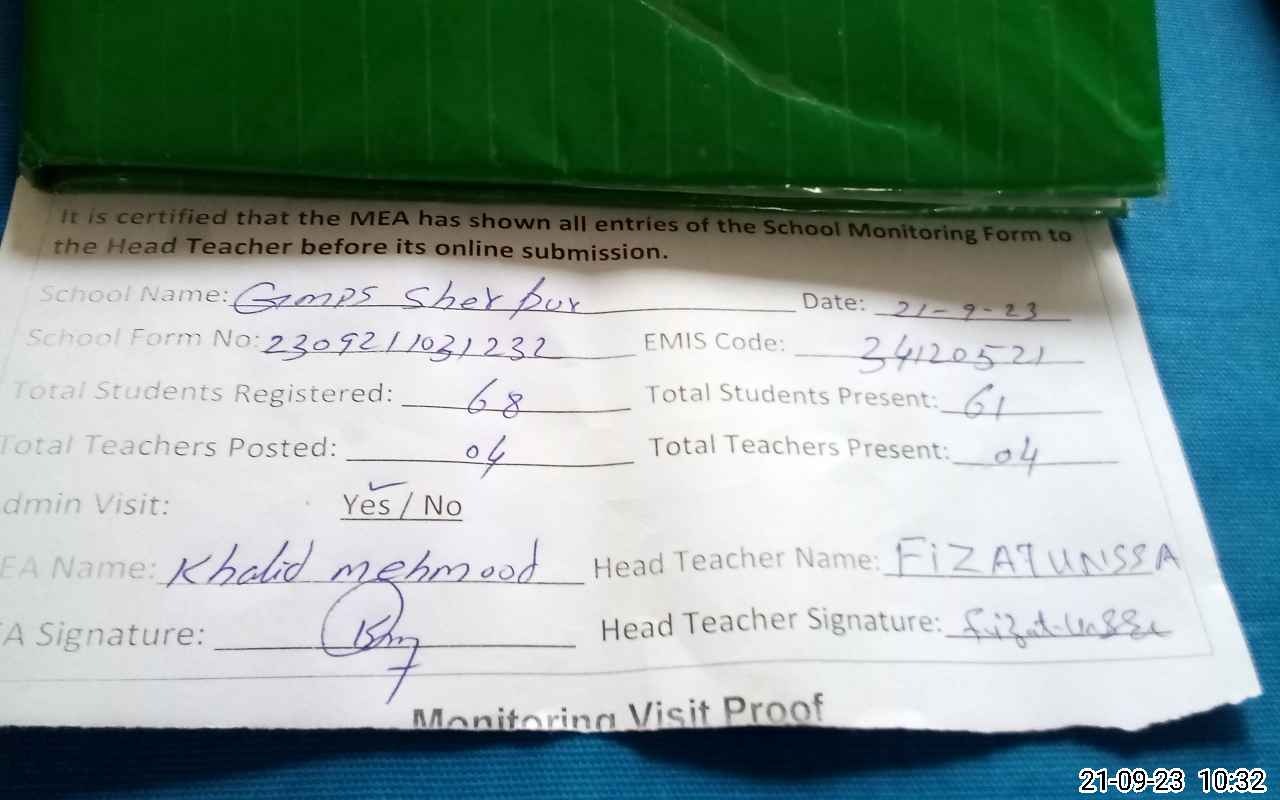 It is certified that the MEA has shown all entries of the School Monitoring Form to
the Head Teacher before its online submission.
School Name: Gmps Sherpur Date: 21-9-23
School Form No: 2309211031232 EMIS Code: 34120521
Total Students Registered: 68 Total Students Present: 61
Total Teachers Posted: 04 Total Teachers Present: 04
dmin Visit: Yes / No
EA Name: Khalid mehmood Head Teacher Name: FiZATUNSSA
A Signature: Head Teacher Signature:
Monitoring Visit Proof
21-09-23 10:32